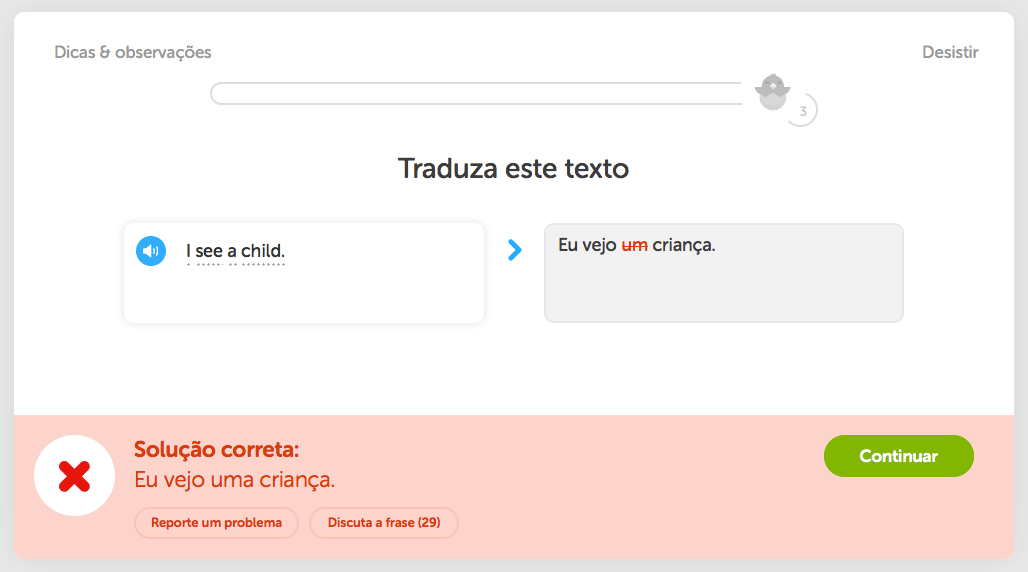 Dicas & observações
Desistir
3
Traduza este texto
I see a child.
Eu vejo um criança.
Solução correta:
Eu vejo uma criança.
Continuar
Reporte um problema
Discuta a frase (29)